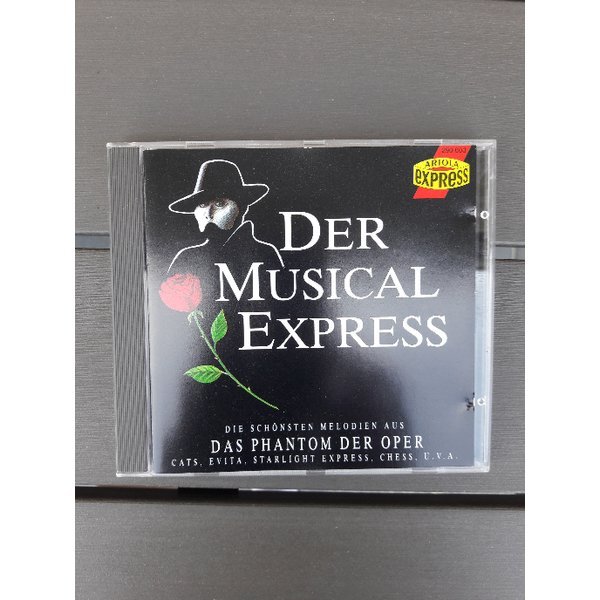 ARIOLA
EXPRESS
DER
MUSICAL
EXPRESS
DIE SCHÖNSTEN MELODIEN AUS
DAS PHANTOM DER OPER
CATS, EVITA, STARLIGHT EXPRESS, CHESS, U.V.A.